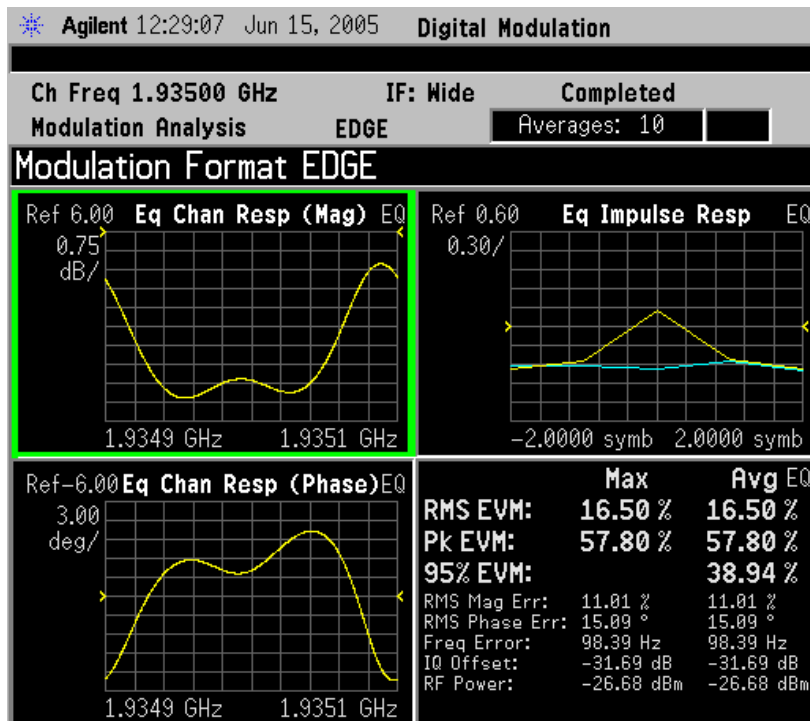 Agilent 12:29:07 Jun 15, 2005 Digital Modulation
Ch Freq 1.93500 GHz IF: Wide Completed
Modulation Analysis EDGE Averages: 10
Modulation Format EDGE
Ref 6.00 Eq Chan Resp (Mag) EQ
0.75
dB/
1.9349 GHz 1.9351 GHz
Ref 0.60 Eq Impulse Resp EQ
0.30/
-2.0000 symb 2.0000 symb
Ref-6.00 Eq Chan Resp (Phase) EQ
3.00
deg/
1.9349 GHz 1.9351 GHz
Max Avg EQ
RMS EVM: 16.50 % 16.50 %
Pk EVM: 57.80 % 57.80 %
95% EVM: 38.94 %
RMS Mag Err: 11.01 % 11.01 %
RMS Phase Err: 15.09 ° 15.09 °
Freq Error: 98.39 Hz 98.39 Hz
IQ Offset: -31.69 dB -31.69 dB
RF Power: -26.68 dBm -26.68 dBm